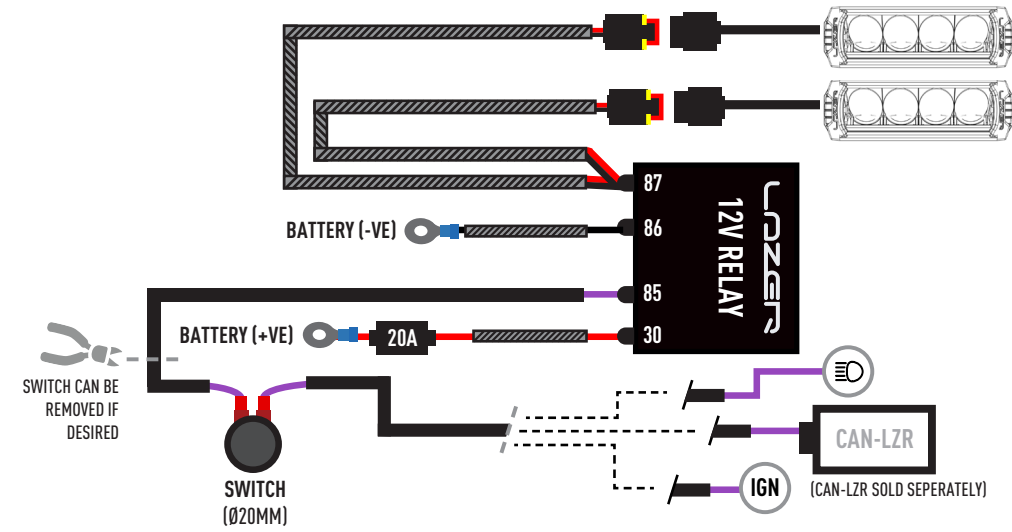 87
BATTERY (-VE)
86
LAZER
12V RELAY
85
BATTERY (+VE)
20A
30
SWITCH CAN BE
REMOVED IF
DESIRED
CAN-LZR
(CAN-LZR SOLD SEPERATELY)
IGN
SWITCH
(Ø20MM)